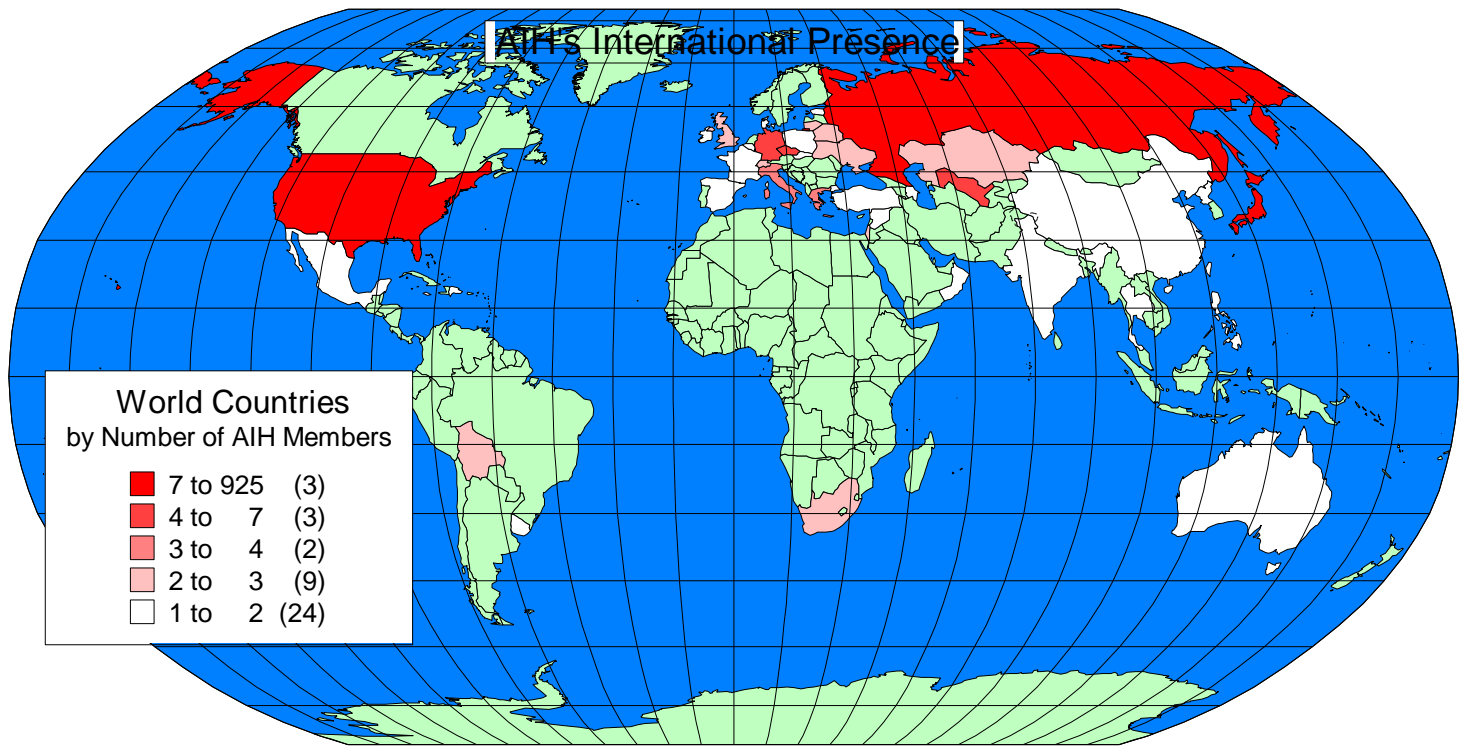 AIH's International Presence
World Countries
by Number of AIH Members
7 to 925 (3)
4 to 7 (3)
3 to 4 (2)
2 to 3 (9)
1 to 2 (24)